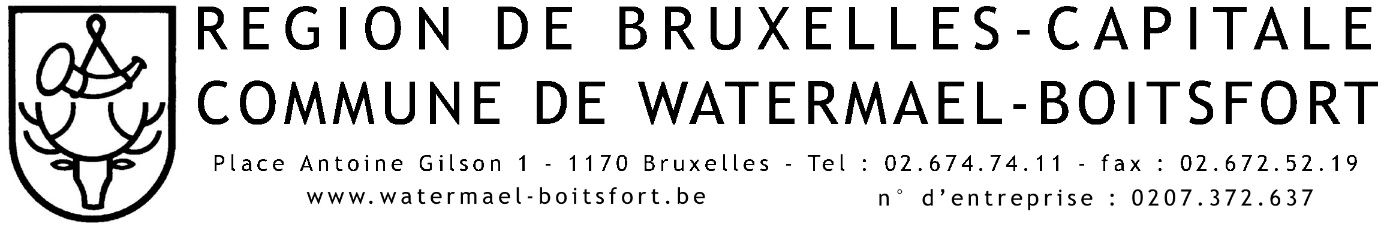 REGION DE BRUXELLES-CAPITALE
COMMUNE DE WATERMAEL-BOITSFORT
Place Antoine Gilson 1 - 1170 Bruxelles - Tel : 02.674.74.11 - fax : 02.672.52.19
www.watermael-boitsfort.be n° d’entreprise : 0207.372.637